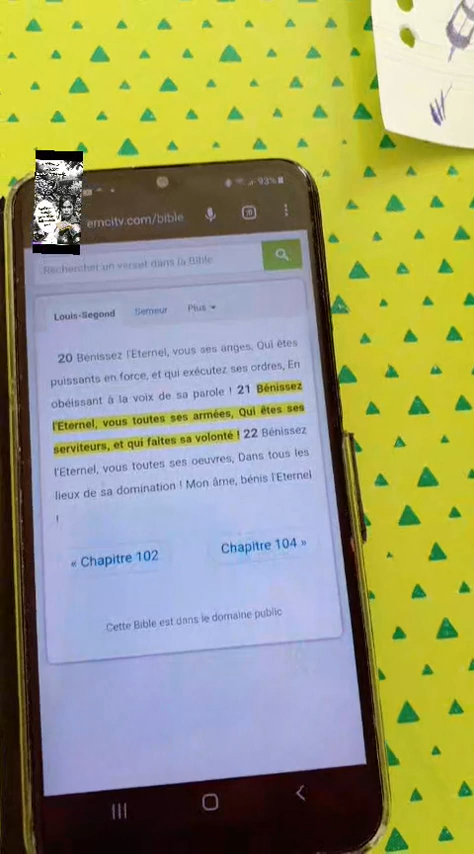 93%
emcitv.com/bible
Rechercher un verset dans la Bible
Louis-Segond Semeur Plus
20 Bénissez l'Eternel, vous ses anges, Qui êtes
puissants en force, et qui exécutez ses ordres, En
obéissant à la voix de sa parole ! 21 Bénissez
l'Eternel, vous toutes ses armées, Qui êtes ses
serviteurs, et qui faites sa volonté ! 22 Bénissez
l'Eternel, vous toutes ses oeuvres, Dans tous les
lieux de sa domination ! Mon âme, bénis l'Eternel
!
« Chapitre 102 Chapitre 104 »
Cette Bible est dans le domaine public